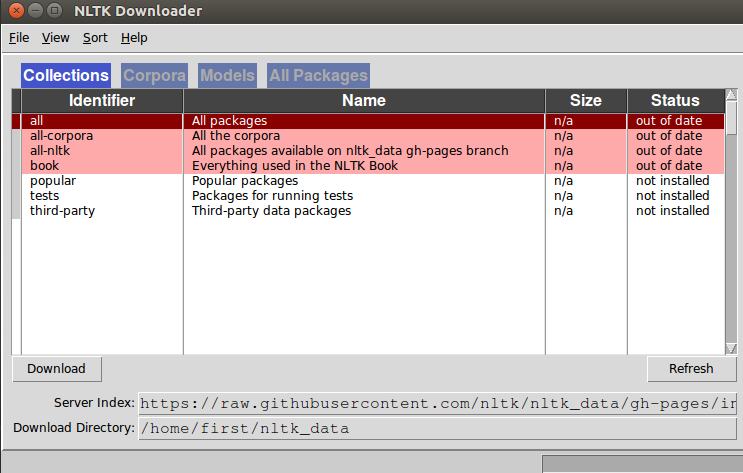 NLTK Downloader
File View Sort Help
Collections Corpora Models All Packages
Identifier Name Size Status
all All packages n/a out of date
all-corpora All the corpora n/a out of date
all-nltk All packages available on nltk_data gh-pages branch n/a out of date
book Everything used in the NLTK Book n/a out of date
popular Popular packages n/a not installed
tests Packages for running tests n/a not installed
third-party Third-party data packages n/a not installed
Download Refresh
Server Index: https://raw.githubusercontent.com/nltk/nltk_data/gh-pages/in
Download Directory: /home/first/nltk_data